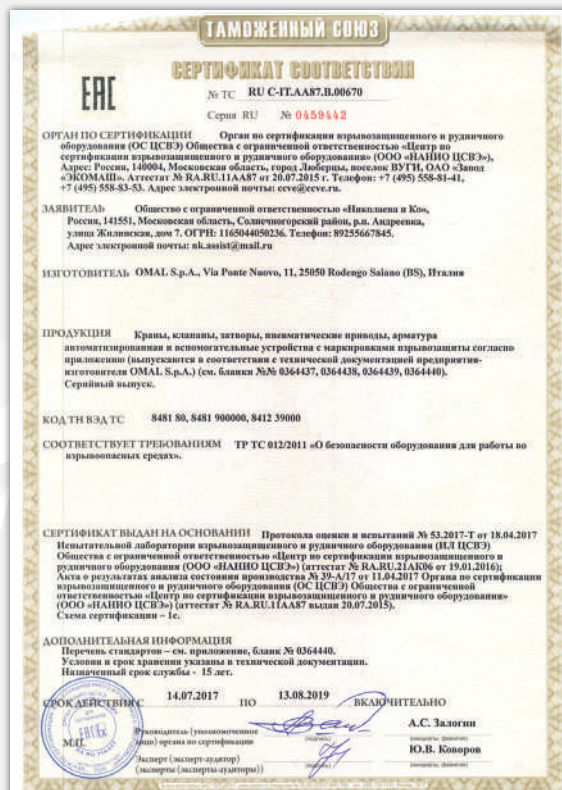 ТАМОЖЕННЫЙ СОЮЗ
EAC
СЕРТИФИКАТ СООТВЕТСТВИЯ
№ ТС RU C-IT.АА87.В.00670
Серия RU № 0459442
ОРГАН ПО СЕРТИФИКАЦИИ Орган по сертификации взрывозащищенного и рудничного
оборудования (ОС ЦСВЭ) Общества с ограниченной ответственностью «Центр по
сертификации взрывозащищенного и рудничного оборудования» (ООО «НАНИО ЦСВЭ»),
Адрес: Россия, 140004, Московская область, город Люберцы, поселок ВУГИ, ОАО «Завод
«ЭКОМАШ». Аттестат № RA.RU.11АА87 от 20.07.2015 г. Телефон: +7 (495) 558-81-41,
+7 (495) 558-83-53. Адрес электронной почты: ccve@ccve.ru.
ЗАЯВИТЕЛЬ Общество с ограниченной ответственностью «Николаева и Ко»,
Россия, 141551, Московская область, Солнечногорский район, р.п. Андреевка,
улица Жилинская, дом 7. ОГРН: 1165044050236. Телефон: 89255667845.
Адрес электронной почты: nk.assist@mail.ru
ИЗГОТОВИТЕЛЬ OMAL S.p.A., Via Ponte Nuovo, 11, 25050 Rodengo Saiano (BS), Италия
ПРОДУКЦИЯ Краны, клапаны, затворы, пневматические приводы, арматура
автоматизированная и вспомогательные устройства с маркировками взрывозащиты согласно
приложению (выпускаются в соответствии с технической документацией предприятия-
изготовителя OMAL S.p.A.) (см. бланки №№ 0364437, 0364438, 0364439, 0364440).
Серийный выпуск.
КОД ТН ВЭД ТС 8481 80, 8481 900000, 8412 39000
СООТВЕТСТВУЕТ ТРЕБОВАНИЯМ ТР ТС 012/2011 «О безопасности оборудования для работы во
взрывоопасных средах».
СЕРТИФИКАТ ВЫДАН НА ОСНОВАНИИ Протокола оценки и испытаний № 53.2017-Т от 18.04.2017
Испытательной лаборатории взрывозащищенного и рудничного оборудования (ИЛ ЦСВЭ)
Общества с ограниченной ответственностью «Центр по сертификации взрывозащищенного и
рудничного оборудования» (ООО «НАНИО ЦСВЭ») (аттестат № RA.RU.21АК06 от 19.01.2016);
Акта о результатах анализа состояния производства № 39-А/17 от 11.04.2017 Органа по сертификации
взрывозащищенного и рудничного оборудования (ОС ЦСВЭ) Общества с ограниченной
ответственностью «Центр по сертификации взрывозащищенного и рудничного оборудования»
(ООО «НАНИО ЦСВЭ») (аттестат № RA.RU.11АА87 выдан 20.07.2015).
Схема сертификации – 1с.
ДОПОЛНИТЕЛЬНАЯ ИНФОРМАЦИЯ
Перечень стандартов – см. приложение, бланк № 0364440.
Условия и срок хранения указаны в технической документации.
Назначенный срок службы - 15 лет.
СРОК ДЕЙСТВИЯ С 14.07.2017 ПО 13.08.2019 ВКЛЮЧИТЕЛЬНО
М.П.
Руководитель (уполномоченное
лицо) органа по сертификации
(подпись)
А.С. Залогин
(инициалы, фамилия)
Эксперт (эксперт-аудитор)
(эксперты (эксперты-аудиторы))
(подпись)
Ю.В. Коворов
(инициалы, фамилия)